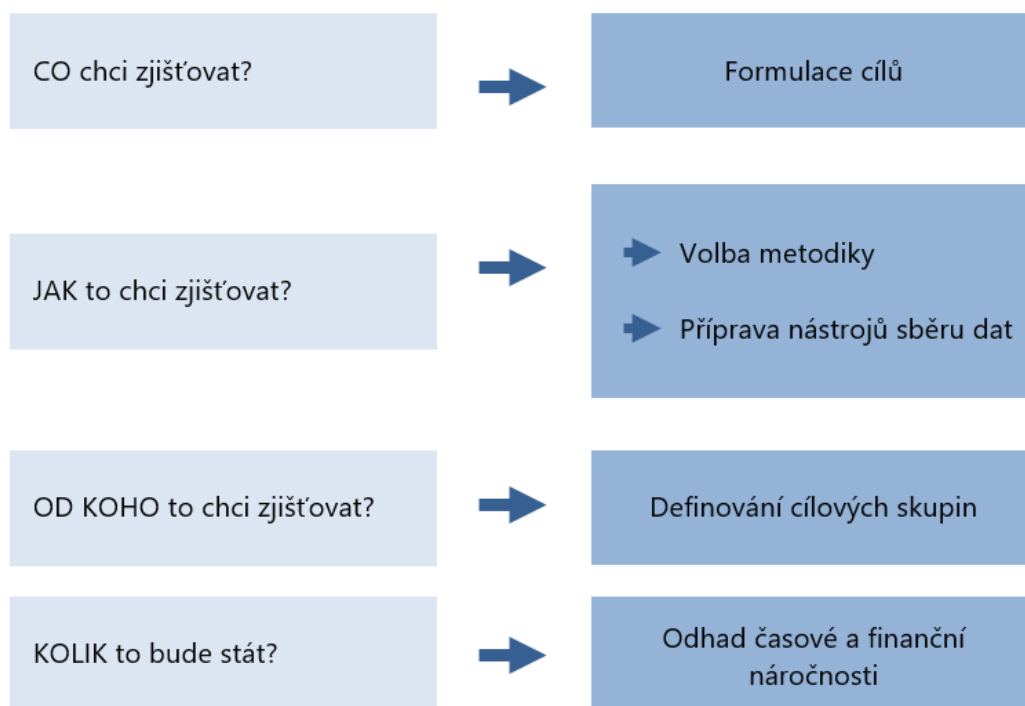 CO chci zjišťovat?
Formulace cílů
JAK to chci zjišťovat?
Volba metodiky
Příprava nástrojů sběru dat
OD KOHO to chci zjišťovat?
Definování cílových skupin
KOLIK to bude stát?
Odhad časové a finanční
náročnosti